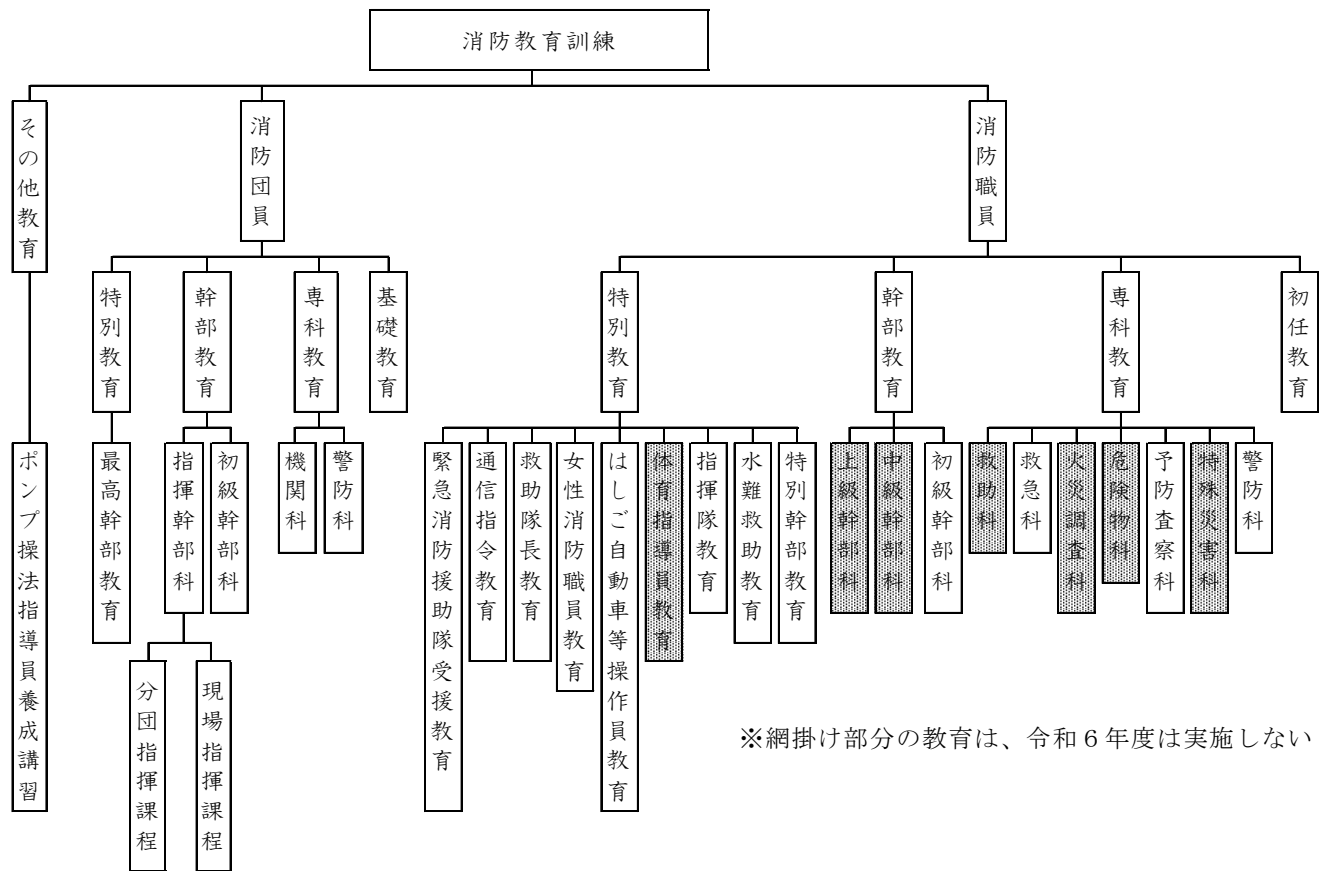 消防教育訓練
消防職員
消防団員
その他教育
初任教育
専科教育
幹部教育
特別教育
基礎教育
専科教育
幹部教育
特別教育
警防科
特殊災害科
予防査察科
危険物科
火災調査科
救急科
救助科
初級幹部科
中級幹部科
上級幹部科
特別幹部教育
水難救助教育
指揮隊教育
体育指導員教育
はしご自動車等操作員教育
女性消防職員教育
救助隊長教育
通信指令教育
緊急消防援助隊受援教育
警防科
機関科
初級幹部科
指揮幹部科
最高幹部教育
ポンプ操法指導員養成講習
現場指揮課程
分団指揮課程
※網掛け部分の教育は、令和６年度は実施しない